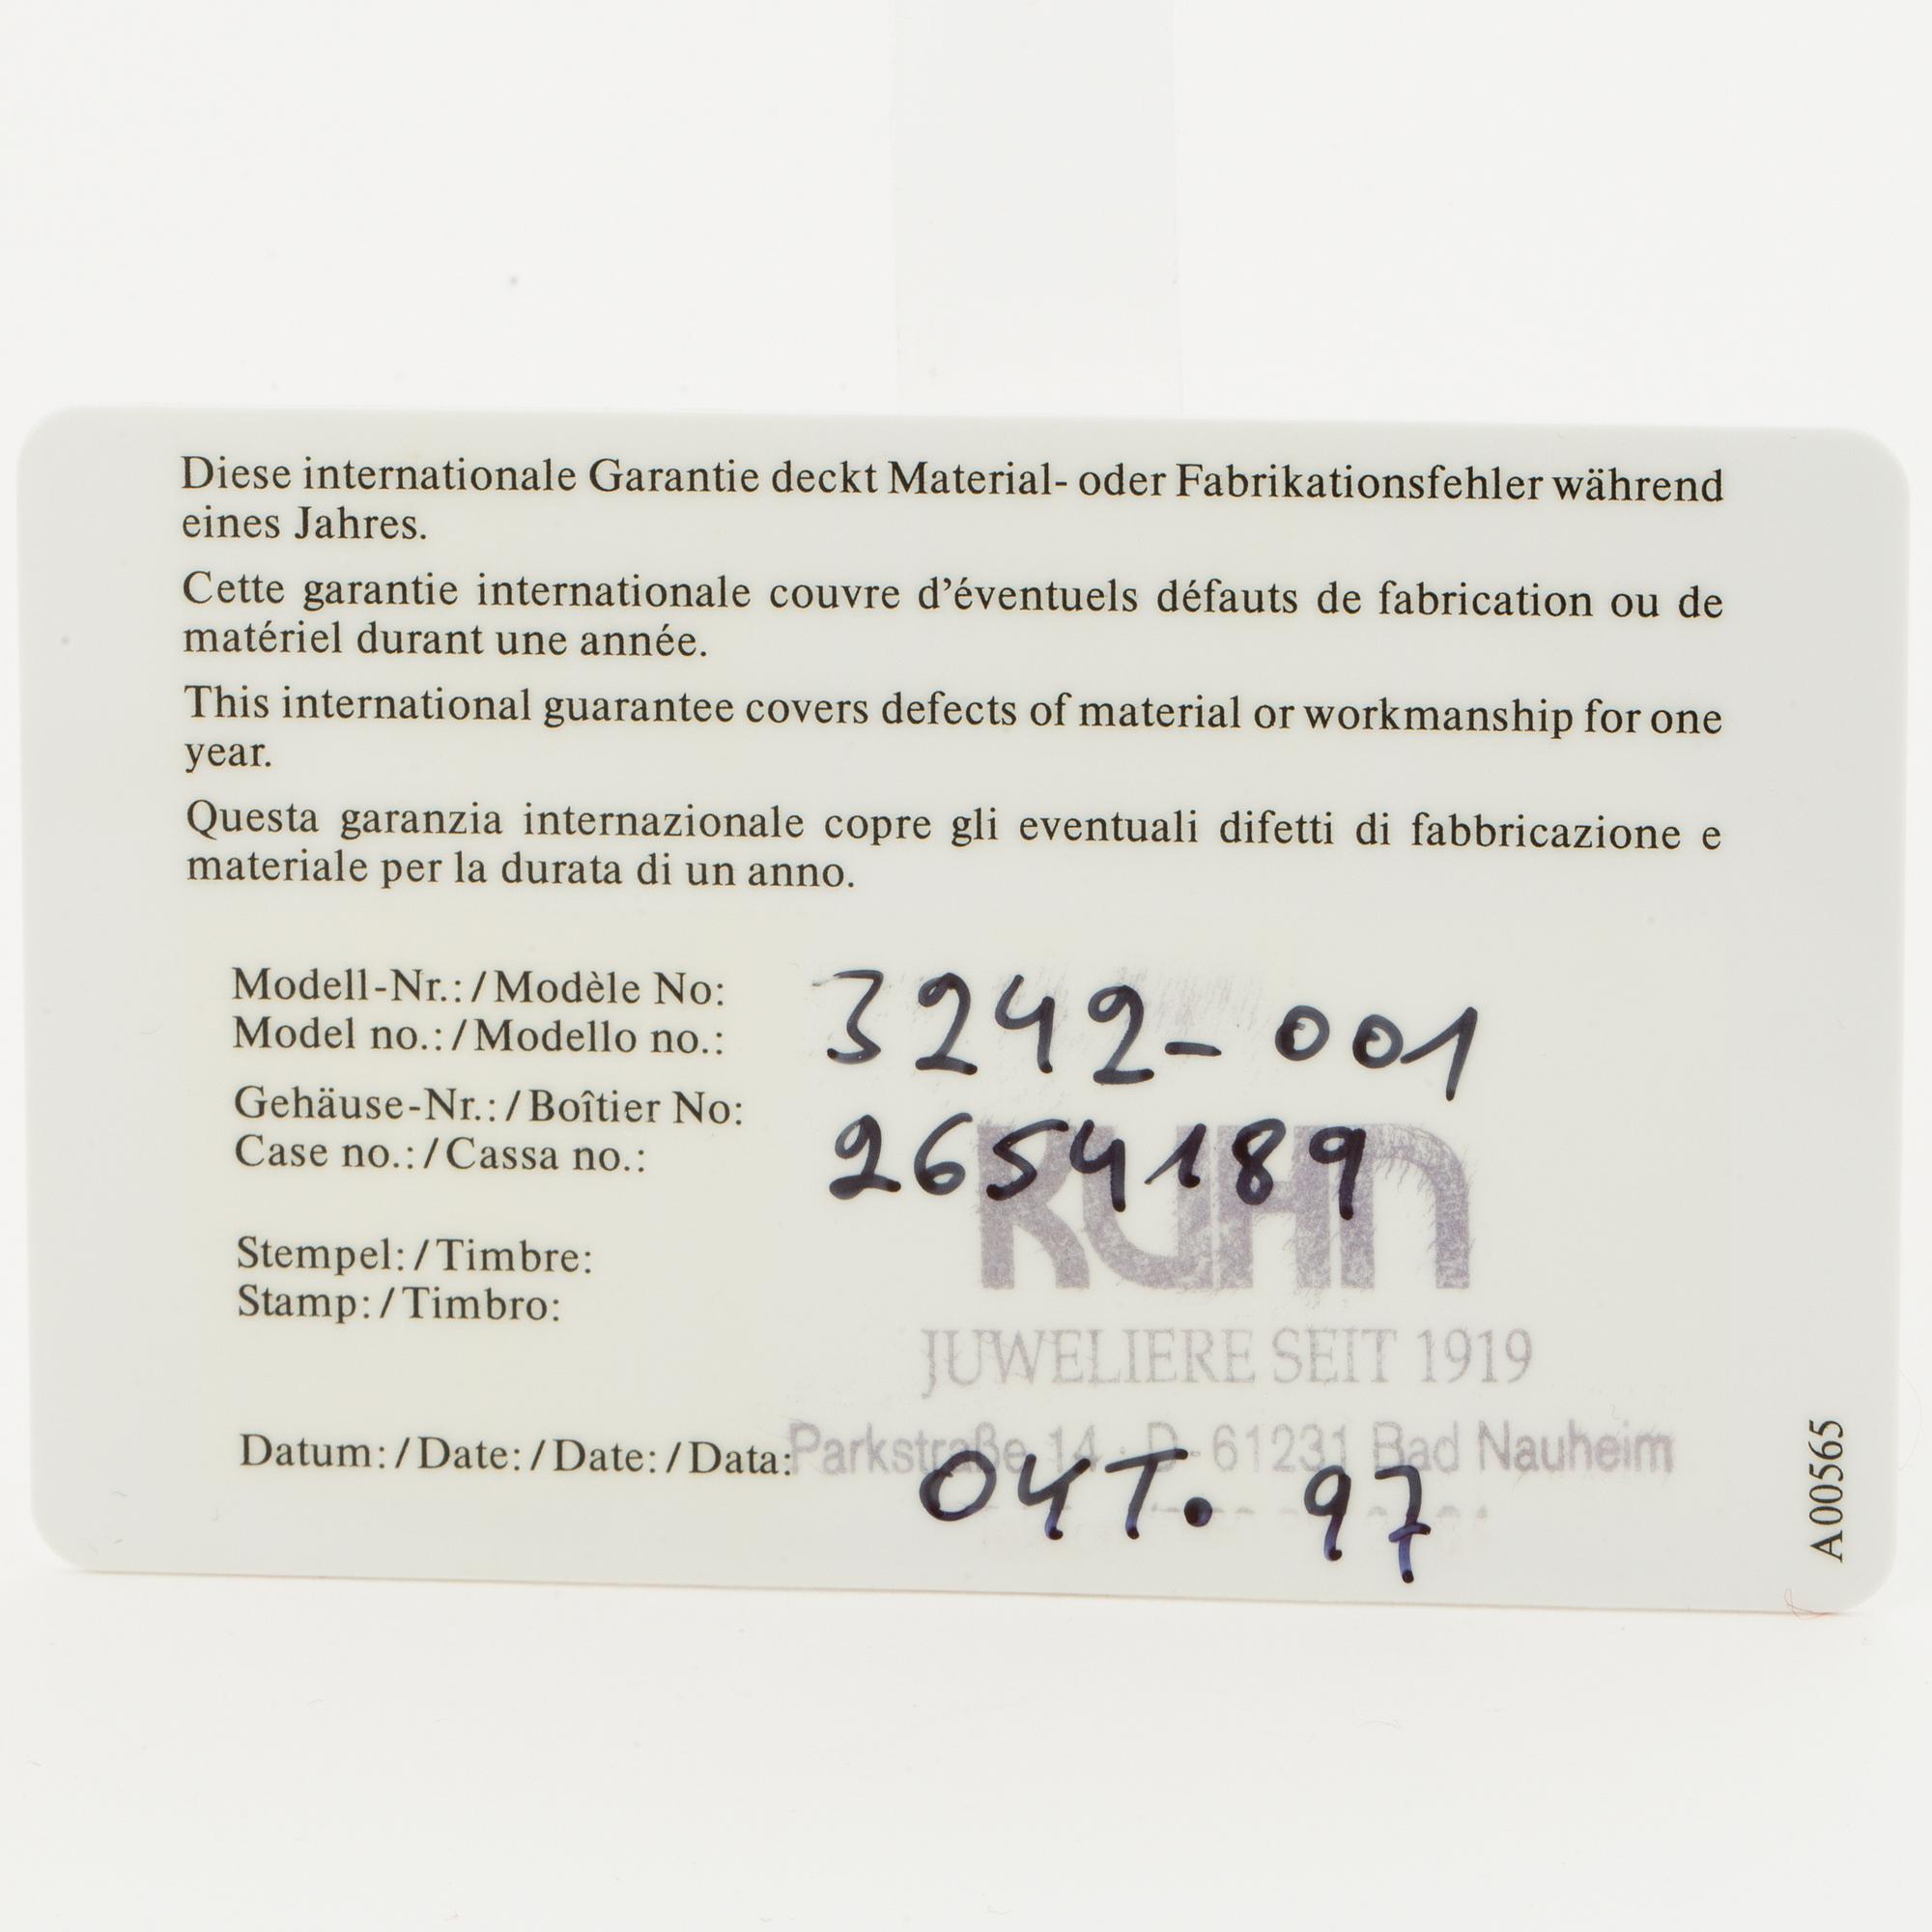 Diese internationale Garantie deckt Material- oder Fabrikationsfehler während
eines Jahres.
Cette garantie internationale couvre d'éventuels défauts de fabrication ou de
matériel durant une année.
This international guarantee covers defects of material or workmanship for one
year.
Questa garanzia internazionale copre gli eventuali difetti di fabbricazione e
materiale per la durata di un anno.
Modell-Nr.:/Modèle No:
Model no.:/Modello no.:
3242-001
Gehäuse-Nr.:/Boîtier No:
Case no.:/Cassa no.:
2654189
Stempel:/Timbre:
Stamp:/Timbro:
KUHN
JUWELIERE SEIT 1919
Parkstraße 14 · D-61231 Bad Nauheim
Datum:/Date:/Date:/Data:
OKT. 97
A00565